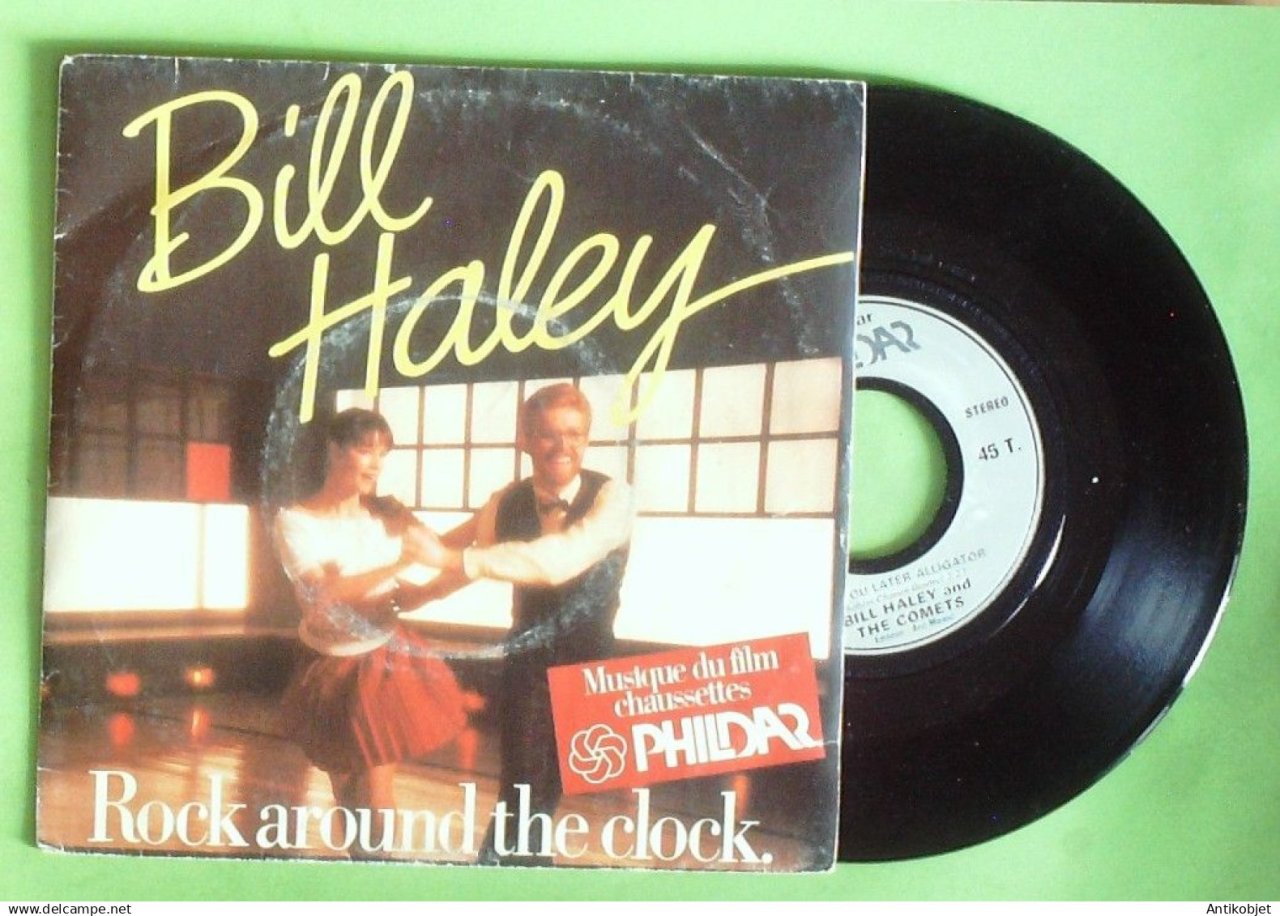 Bill
Haley
Musique du film
chaussettes
PHILDAR
Rock around the clock.
STEREO
45 T.
OU LATER ALLIGATOR
BILL HALEY and
THE COMETS
www.delcampe.net
Antikobjet